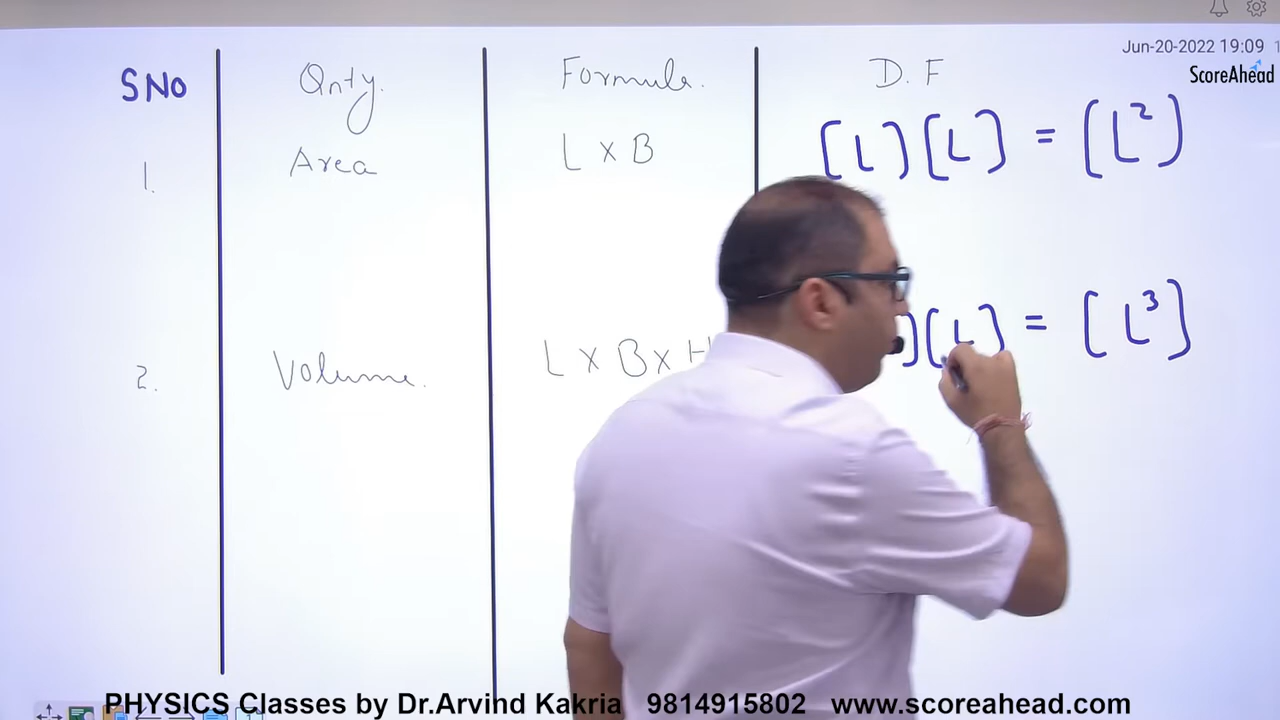 Jun-20-2022 19:09
ScoreAhead
SNo Qnty. Formula. D.F
1. Area L x B [L][L] = [L²]
2. Volume. L x B x H ][L] = [L³]
PHYSICS Classes by Dr.Arvind Kakria 9814915802 www.scoreahead.com